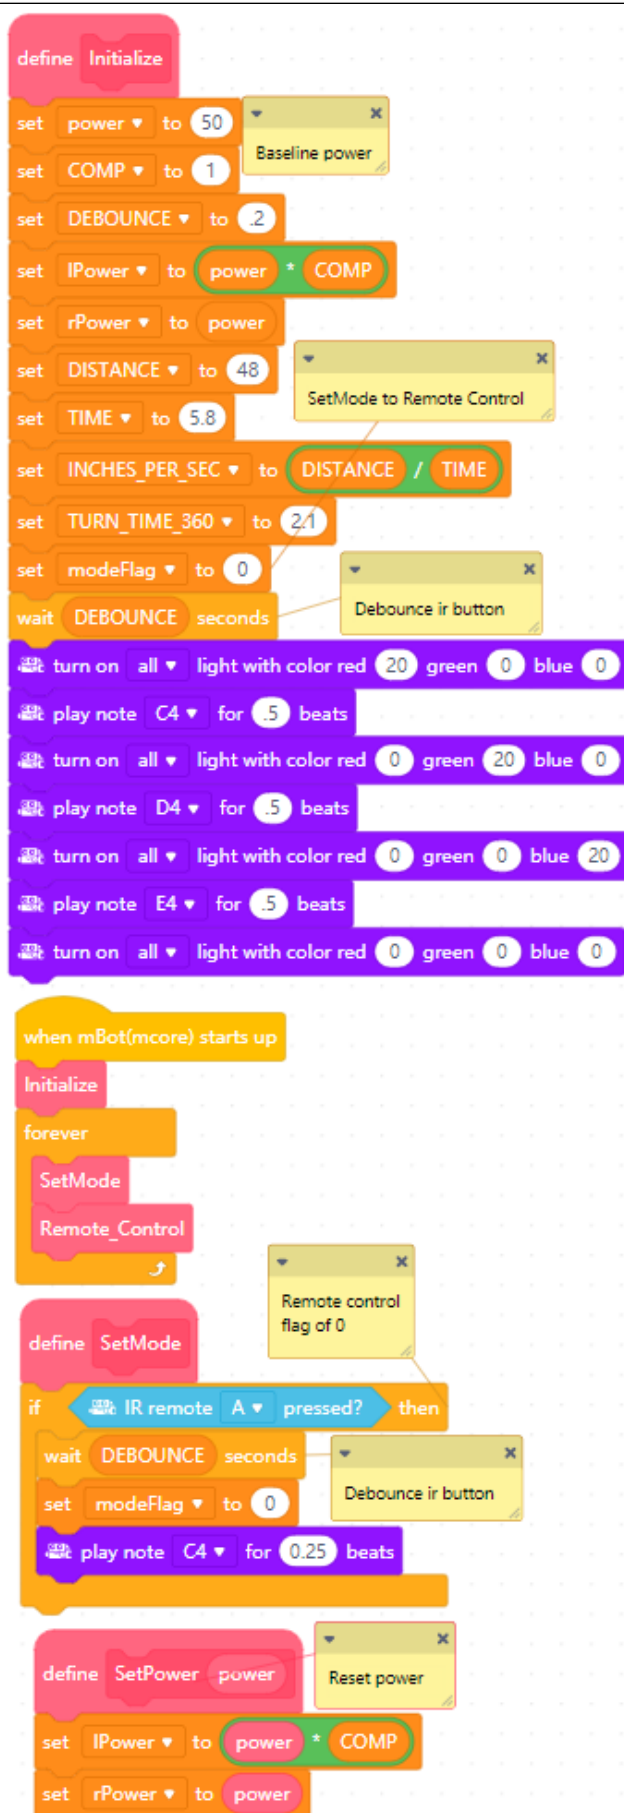 define Initialize
set power to 50
Baseline power
set COMP to 1
set DEBOUNCE to .2
set lPower to power * COMP
set rPower to power
set DISTANCE to 48
SetMode to Remote Control
set TIME to 5.8
set INCHES_PER_SEC to DISTANCE / TIME
set TURN_TIME_360 to 2.1
set modeFlag to 0
wait DEBOUNCE seconds
Debounce ir button
turn on all light with color red 20 green 0 blue 0
play note C4 for .5 beats
turn on all light with color red 0 green 20 blue 0
play note D4 for .5 beats
turn on all light with color red 0 green 0 blue 20
play note E4 for .5 beats
turn on all light with color red 0 green 0 blue 0
when mBot(mcore) starts up
Initialize
forever
SetMode
Remote_Control
Remote control
flag of 0
define SetMode
if IR remote A pressed? then
wait DEBOUNCE seconds
Debounce ir button
set modeFlag to 0
play note C4 for 0.25 beats
define SetPower power
Reset power
set lPower to power * COMP
set rPower to power